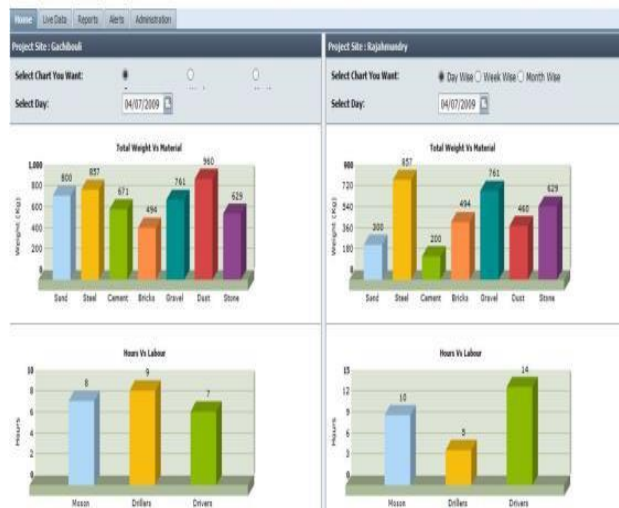 Home Live Data Reports Alerts Administration
Project Site : Gachibouli
Select Chart You Want:
Select Day: 04/07/2009
Total Weight Vs Material
Weight (Kg)
1,000
800
600
400
200
0
800 857 671 494 761 960 629
Sand Steel Cement Bricks Gravel Dust Stone
Hours Vs Labour
Hours
10
8
6
4
2
0
8 9 7
Mason Drillers Drivers
Project Site : Rajahmundry
Select Chart You Want: Day Wise Week Wise Month Wise
Select Day: 04/07/2009
Total Weight Vs Material
Weight (Kg)
900
720
540
360
180
0
300 857 200 494 761 460 629
Sand Steel Cement Bricks Gravel Dust Stone
Hours Vs Labour
Hours
15
12
9
6
3
0
10 5 14
Mason Drillers Drivers